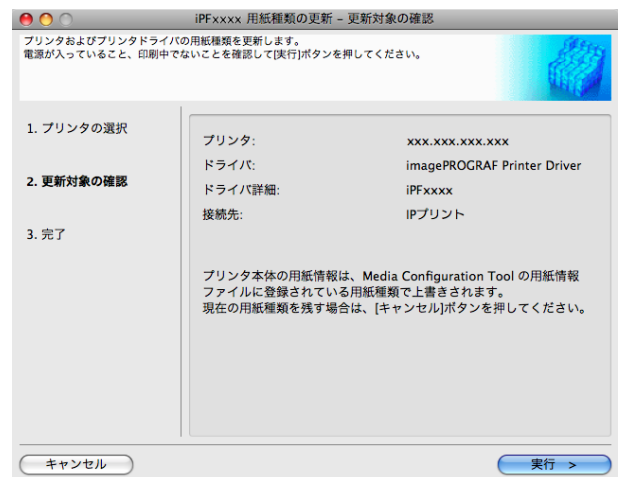 iPFxxxx 用紙種類の更新 – 更新対象の確認
プリンタおよびプリンタドライバの用紙種類を更新します。
電源が入っていること、印刷中でないことを確認して[実行]ボタンを押してください。
1. プリンタの選択
2. 更新対象の確認
3. 完了
プリンタ: xxx.xxx.xxx.xxx
ドライバ: imagePROGRAF Printer Driver
ドライバ詳細: iPFxxxx
接続先: IPプリント
プリンタ本体の用紙情報は、Media Configuration Tool の用紙情報
ファイルに登録されている用紙種類で上書きされます。
現在の用紙種類を残す場合は、[キャンセル]ボタンを押してください。
キャンセル
実行 >